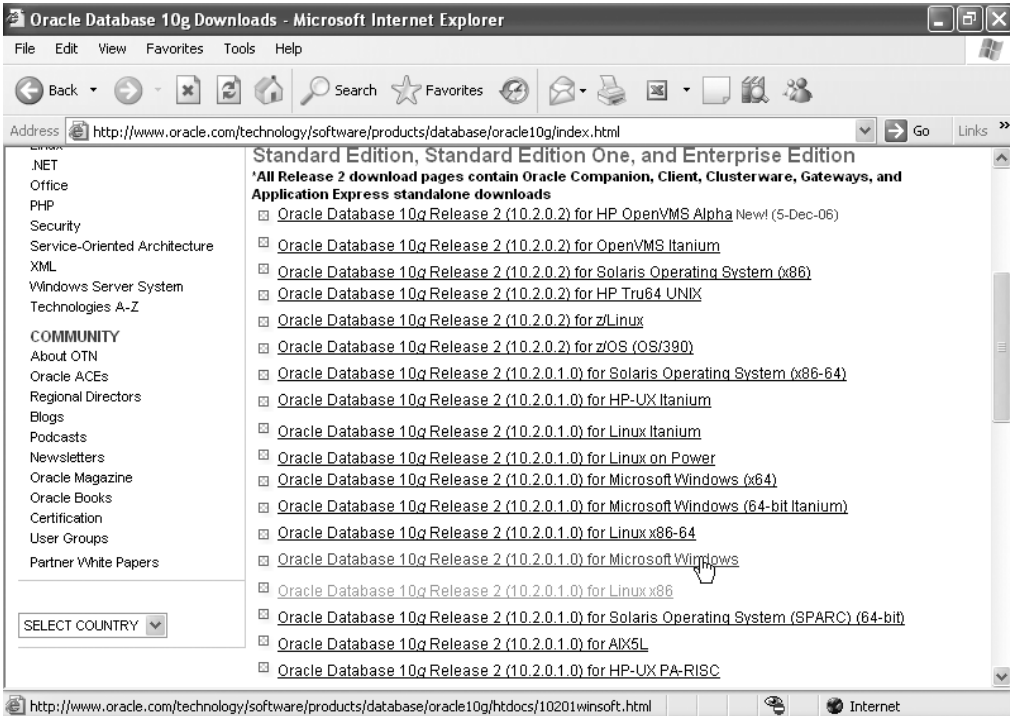 Oracle Database 10g Downloads - Microsoft Internet Explorer
File Edit View Favorites Tools Help
Back Search Favorites
Address http://www.oracle.com/technology/software/products/database/oracle10g/index.html Go Links »
Linux
.NET
Office
PHP
Security
Service-Oriented Architecture
XML
Windows Server System
Technologies A-Z
COMMUNITY
About OTN
Oracle ACEs
Regional Directors
Blogs
Podcasts
Newsletters
Oracle Magazine
Oracle Books
Certification
User Groups
Partner White Papers
SELECT COUNTRY
Standard Edition, Standard Edition One, and Enterprise Edition
*All Release 2 download pages contain Oracle Companion, Client, Clusterware, Gateways, and
Application Express standalone downloads
Oracle Database 10g Release 2 (10.2.0.2) for HP OpenVMS Alpha New! (5-Dec-06)
Oracle Database 10g Release 2 (10.2.0.2) for OpenVMS Itanium
Oracle Database 10g Release 2 (10.2.0.2) for Solaris Operating System (x86)
Oracle Database 10g Release 2 (10.2.0.2) for HP Tru64 UNIX
Oracle Database 10g Release 2 (10.2.0.2) for z/Linux
Oracle Database 10g Release 2 (10.2.0.2) for z/OS (OS/390)
Oracle Database 10g Release 2 (10.2.0.1.0) for Solaris Operating System (x86-64)
Oracle Database 10g Release 2 (10.2.0.1.0) for HP-UX Itanium
Oracle Database 10g Release 2 (10.2.0.1.0) for Linux Itanium
Oracle Database 10g Release 2 (10.2.0.1.0) for Linux on Power
Oracle Database 10g Release 2 (10.2.0.1.0) for Microsoft Windows (x64)
Oracle Database 10g Release 2 (10.2.0.1.0) for Microsoft Windows (64-bit Itanium)
Oracle Database 10g Release 2 (10.2.0.1.0) for Linux x86-64
Oracle Database 10g Release 2 (10.2.0.1.0) for Microsoft Windows
Oracle Database 10g Release 2 (10.2.0.1.0) for Linux x86
Oracle Database 10g Release 2 (10.2.0.1.0) for Solaris Operating System (SPARC) (64-bit)
Oracle Database 10g Release 2 (10.2.0.1.0) for AIX5L
Oracle Database 10g Release 2 (10.2.0.1.0) for HP-UX PA-RISC
http://www.oracle.com/technology/software/products/database/oracle10g/htdocs/10201winsoft.html Internet